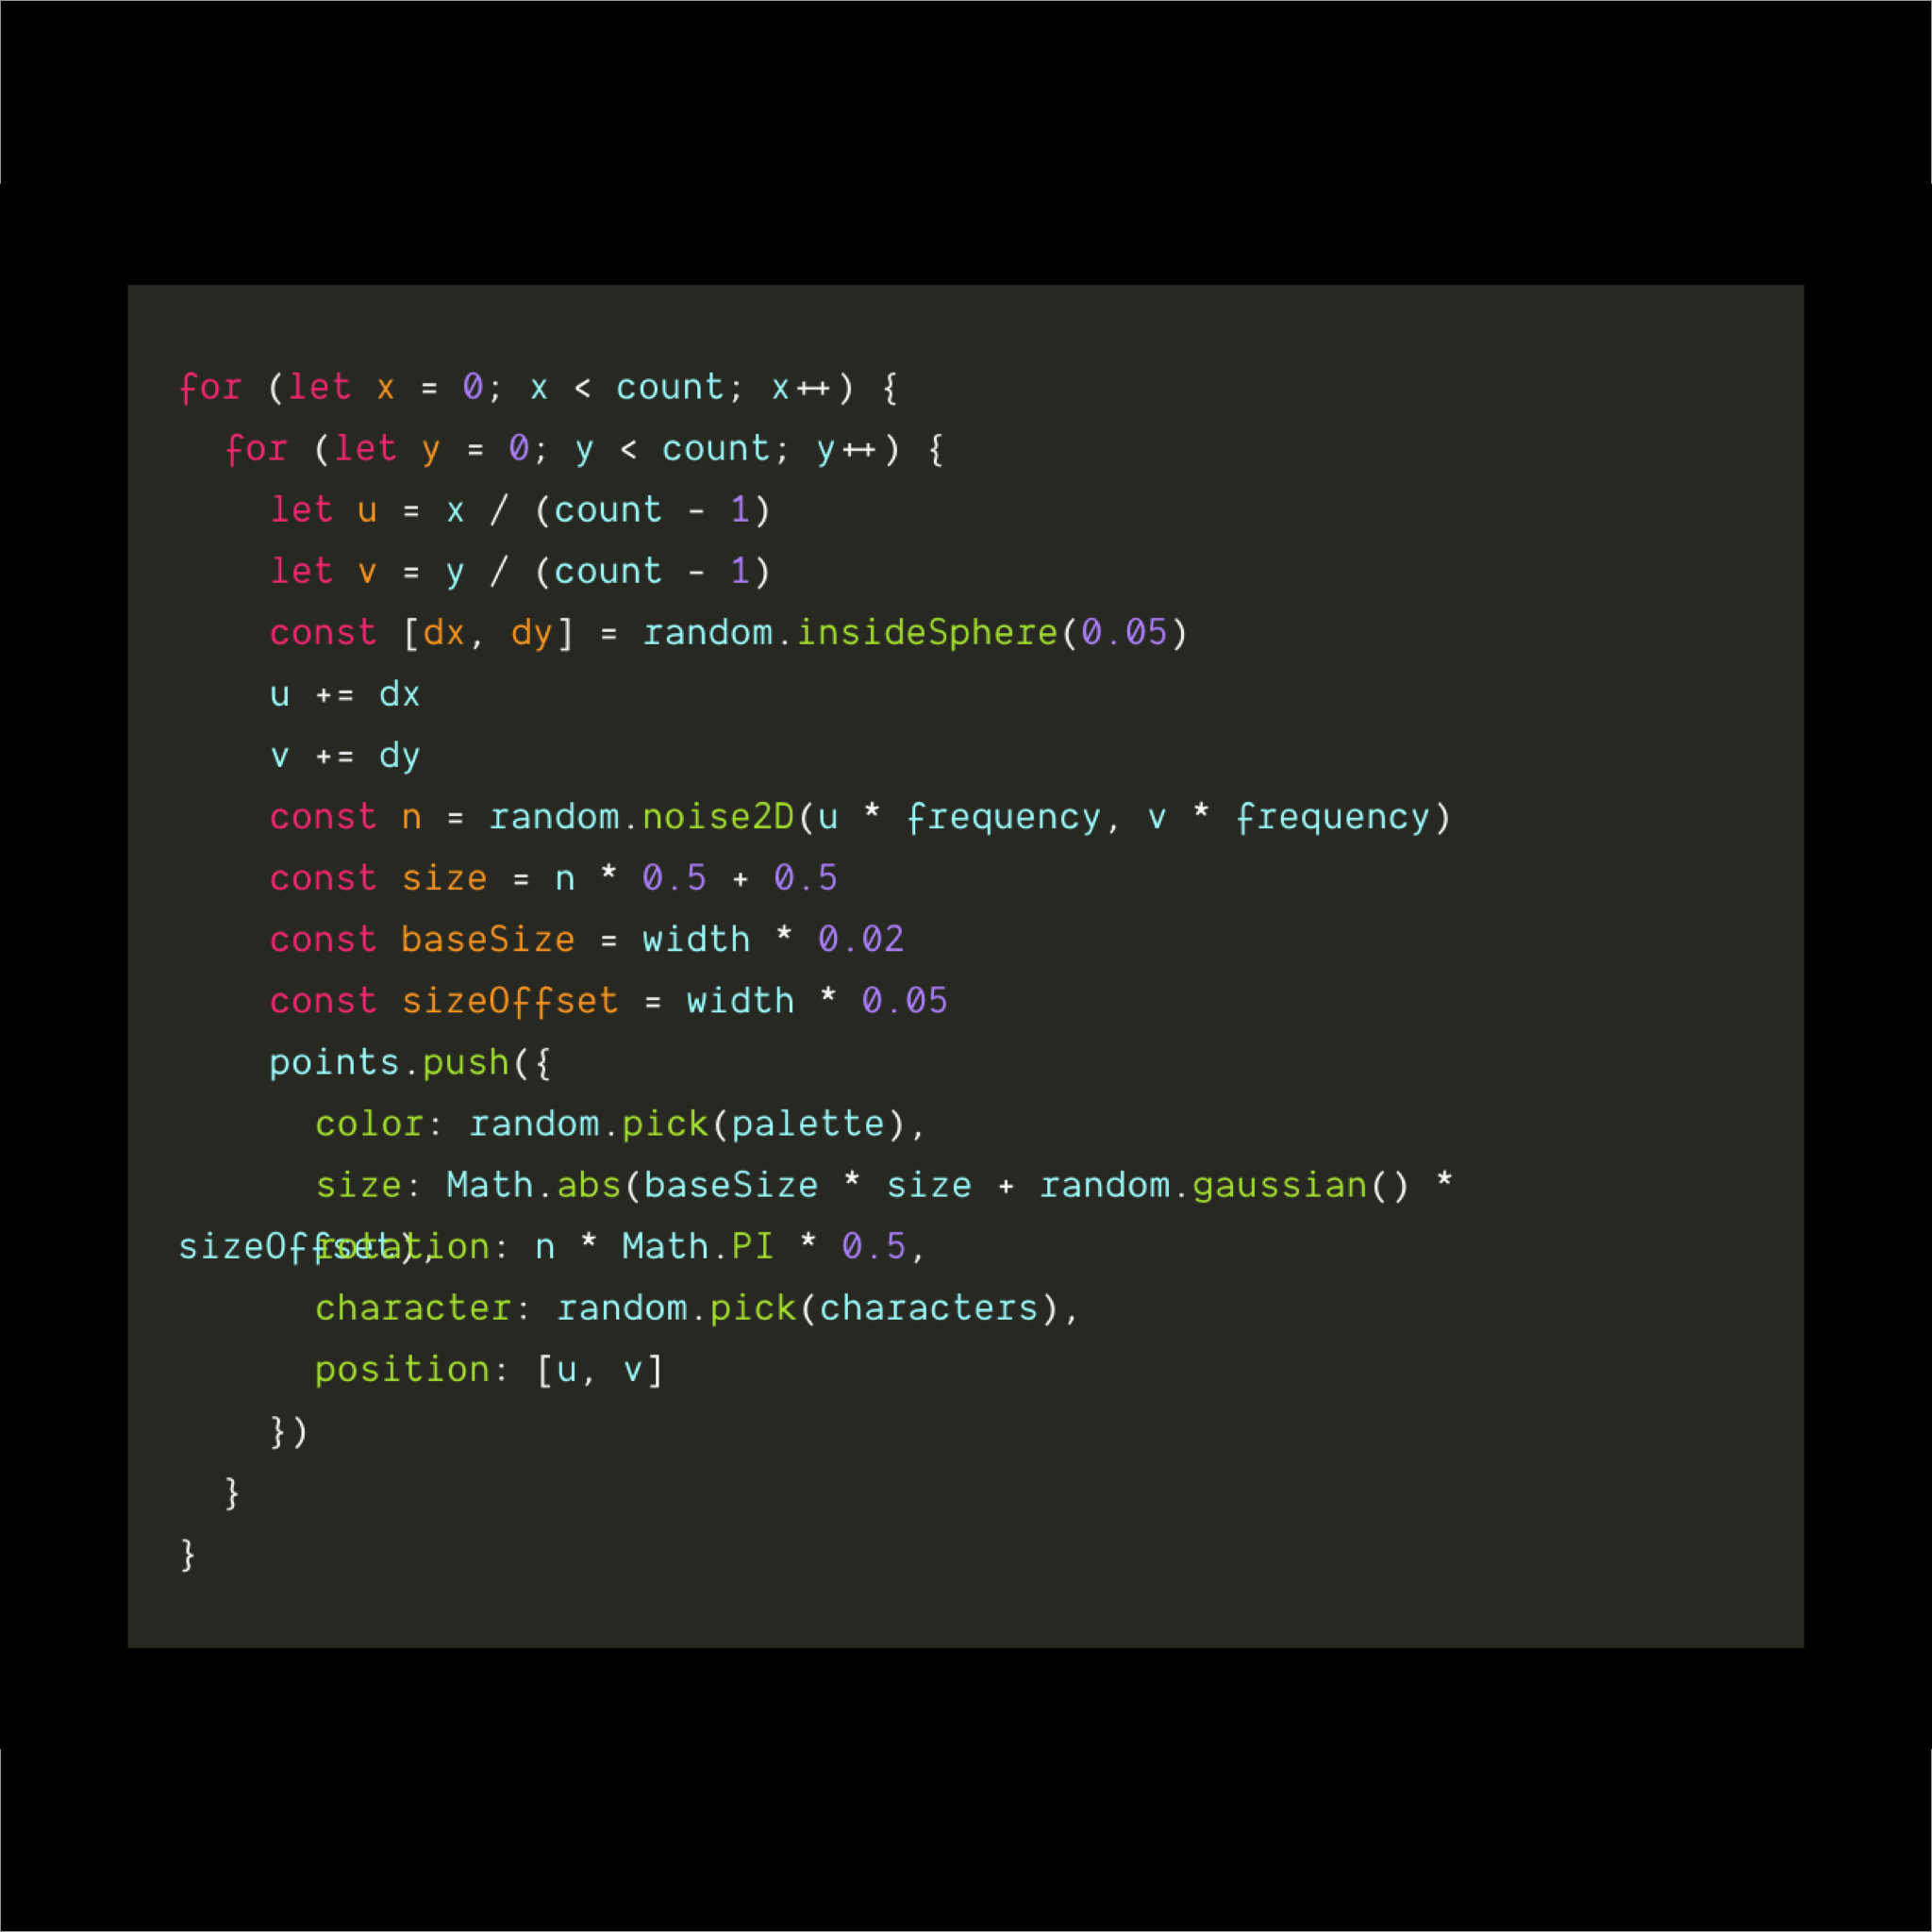 for (let x = 0; x < count; x++) {
for (let y = 0; y < count; y++) {
let u = x / (count - 1)
let v = y / (count - 1)
const [dx, dy] = random.insideSphere(0.05)
u += dx
v += dy
const n = random.noise2D(u * frequency, v * frequency)
const size = n * 0.5 + 0.5
const baseSize = width * 0.02
const sizeOffset = width * 0.05
points.push({
color: random.pick(palette),
size: Math.abs(baseSize * size + random.gaussian() *
sizeOffset),
rotation: n * Math.PI * 0.5,
character: random.pick(characters),
position: [u, v]
})
}
}